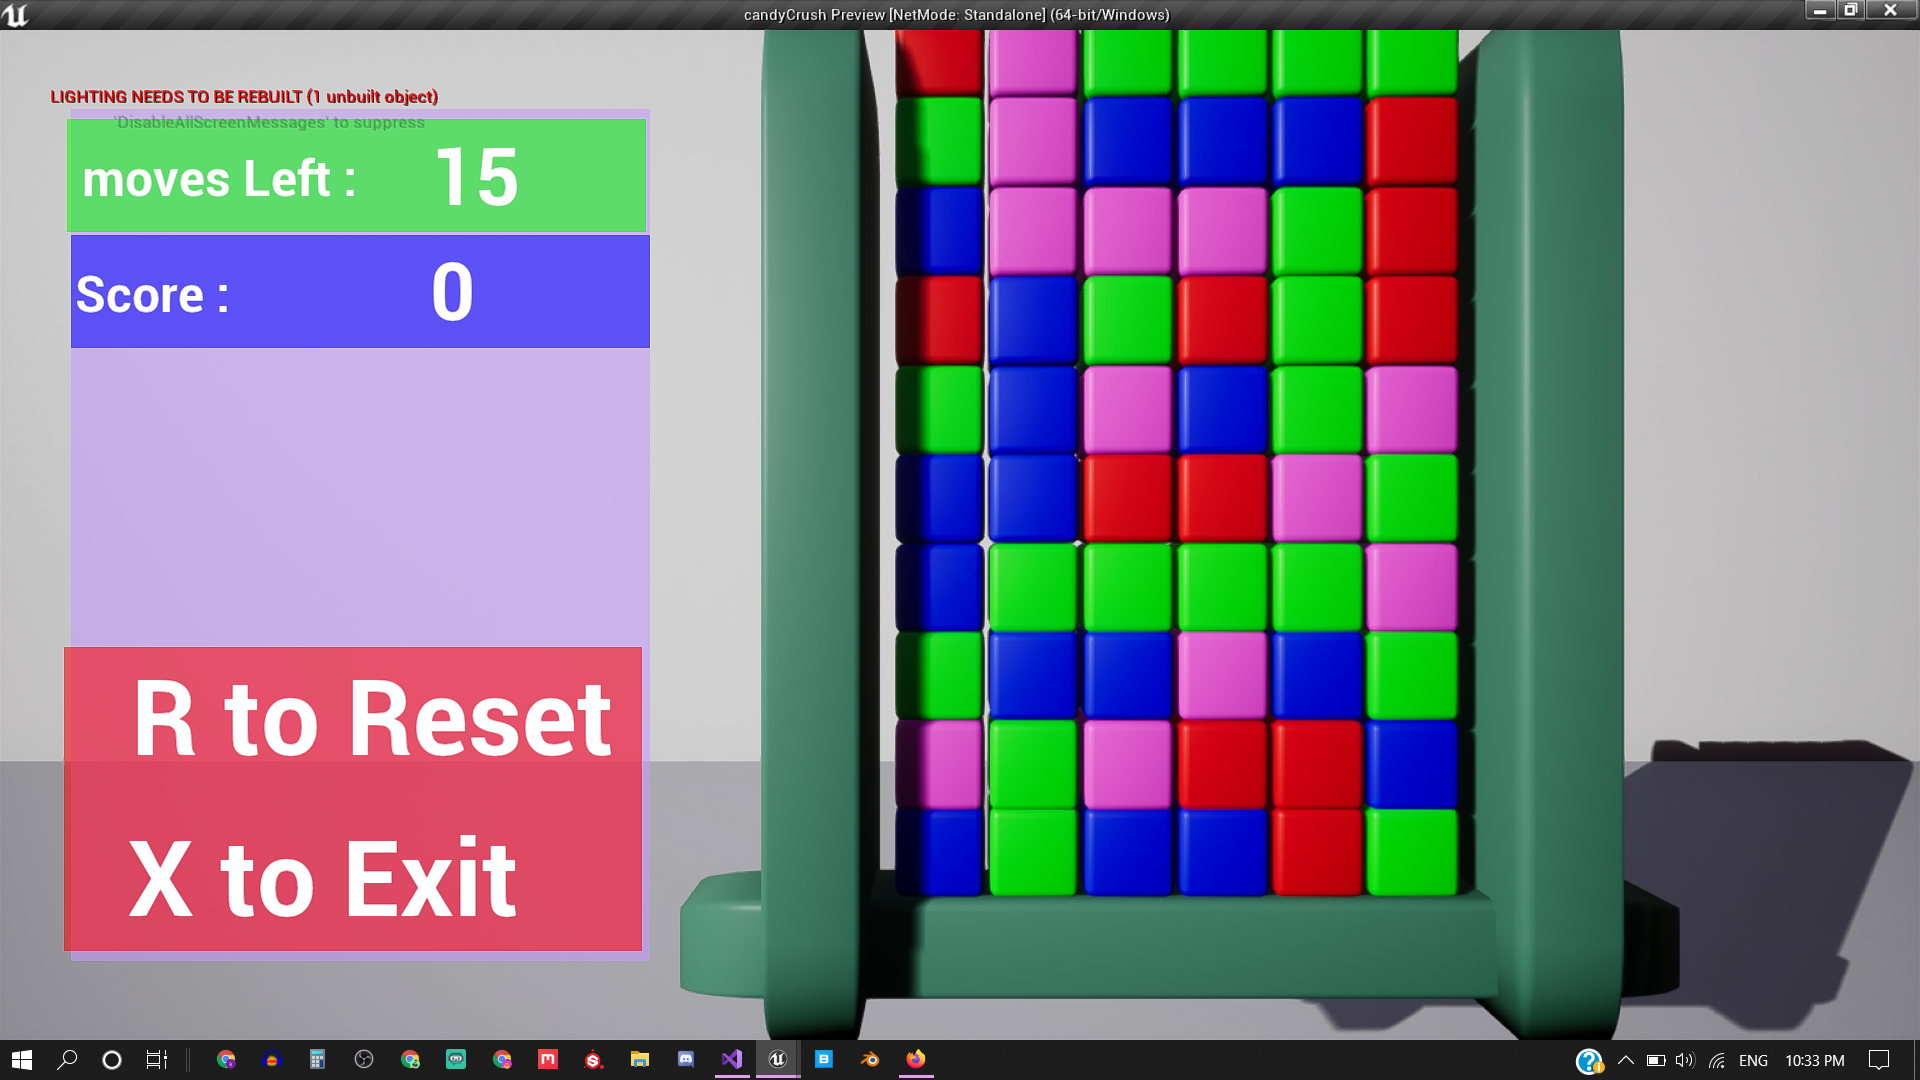 candyCrush Preview [NetMode: Standalone] (64-bit/Windows)
LIGHTING NEEDS TO BE REBUILT (1 unbuilt object)
'DisableAllScreenMessages' to suppress
moves Left : 15
Score : 0
R to Reset
X to Exit
ENG 10:33 PM